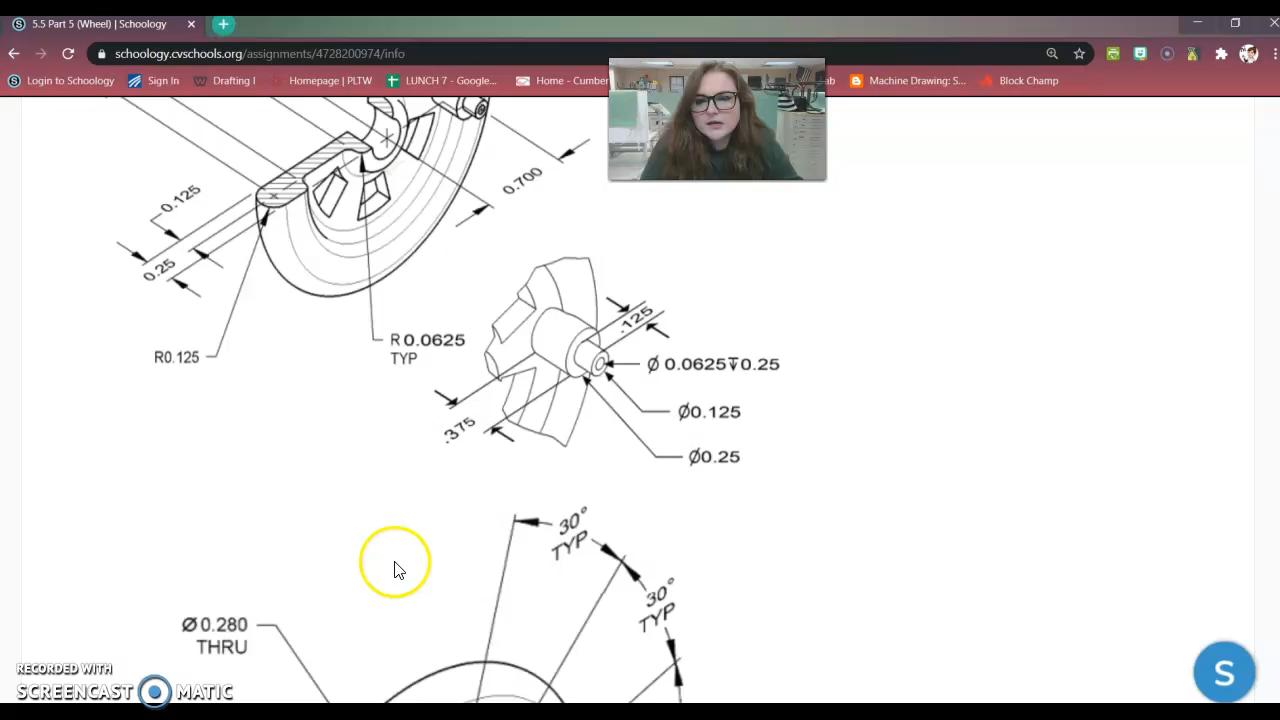 5.5 Part 5 (Wheel) | Schoology
schoology.cvschools.org/assignments/4728200974/info
Login to Schoology
Sign In
Drafting I
Homepage | PLTW
LUNCH 7 - Google...
Home - Cumber
ab
Machine Drawing: S...
Block Champ
0.125
0.25
0.700
R0.125
R 0.0625
TYP
.125
Ø 0.0625↧0.25
Ø0.125
Ø0.25
.375
30°
TYP
30°
TYP
Ø 0.280
THRU
RECORDED WITH
SCREENCAST MATIC
S